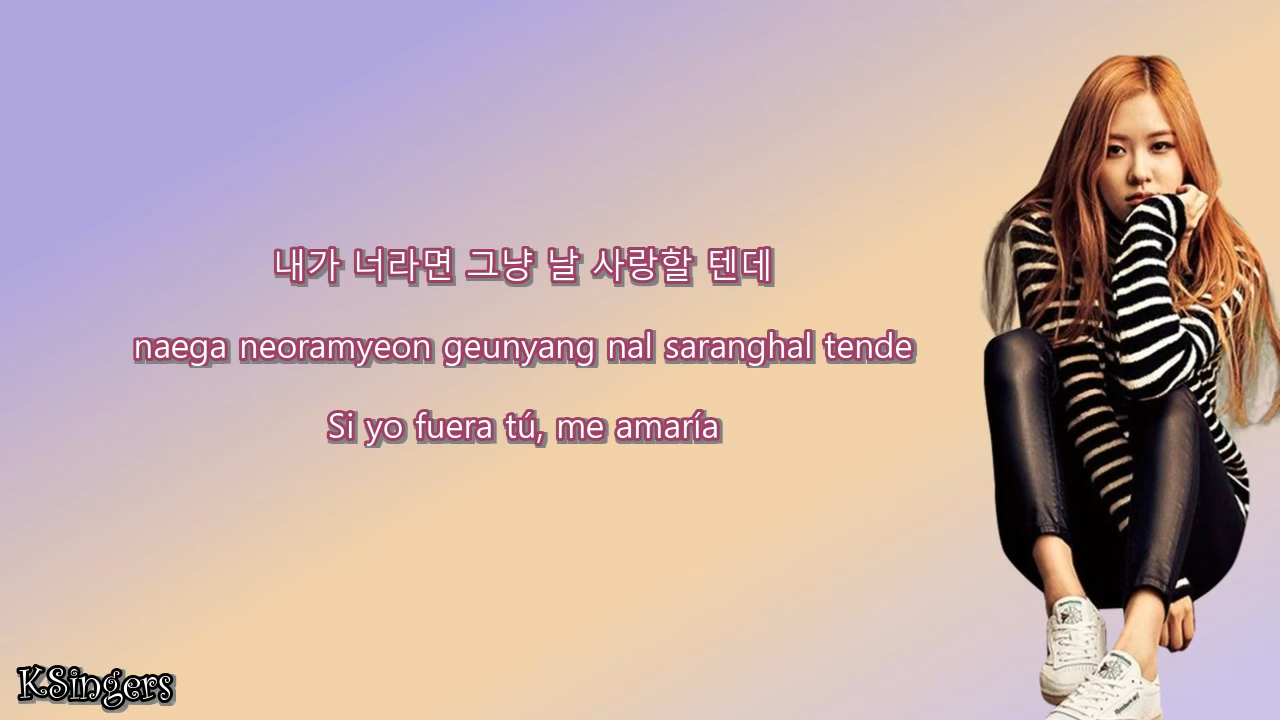 내가 너라면 그냥 날 사랑할 텐데
naega neoramyeon geunyang nal saranghal tende
Si yo fuera tú, me amaría
KSingers